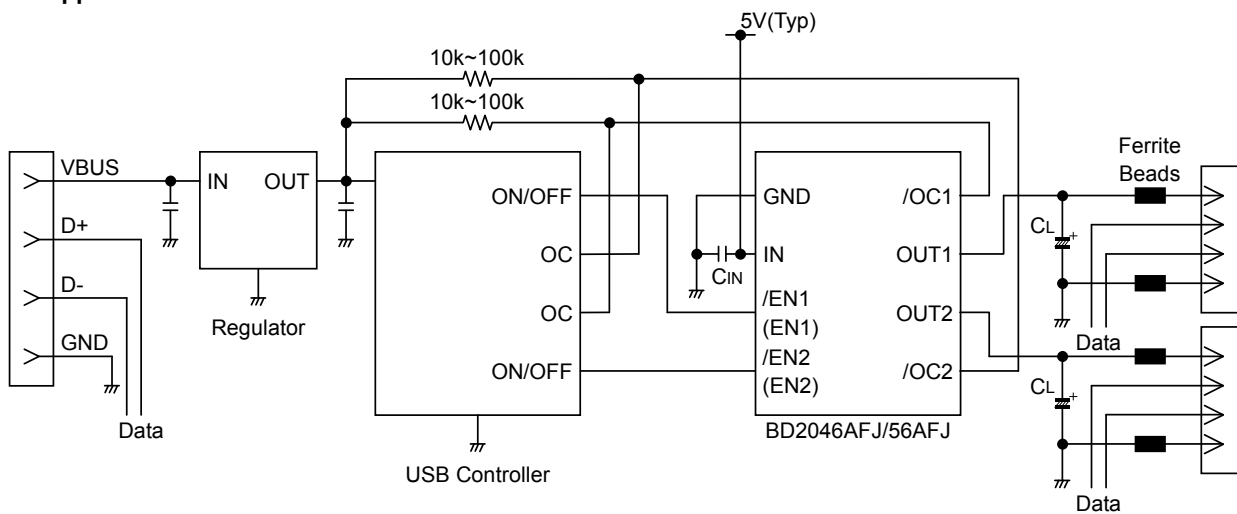 5V(Typ)
10k~100k
10k~100k
VBUS
D+
D-
GND
Data
IN OUT
Regulator
ON/OFF
OC
OC
ON/OFF
USB Controller
GND
IN
CIN
/EN1
(EN1)
/EN2
(EN2)
/OC1
OUT1
OUT2
/OC2
BD2046AFJ/56AFJ
Ferrite
Beads
CL
+
Data
CL
+
Data